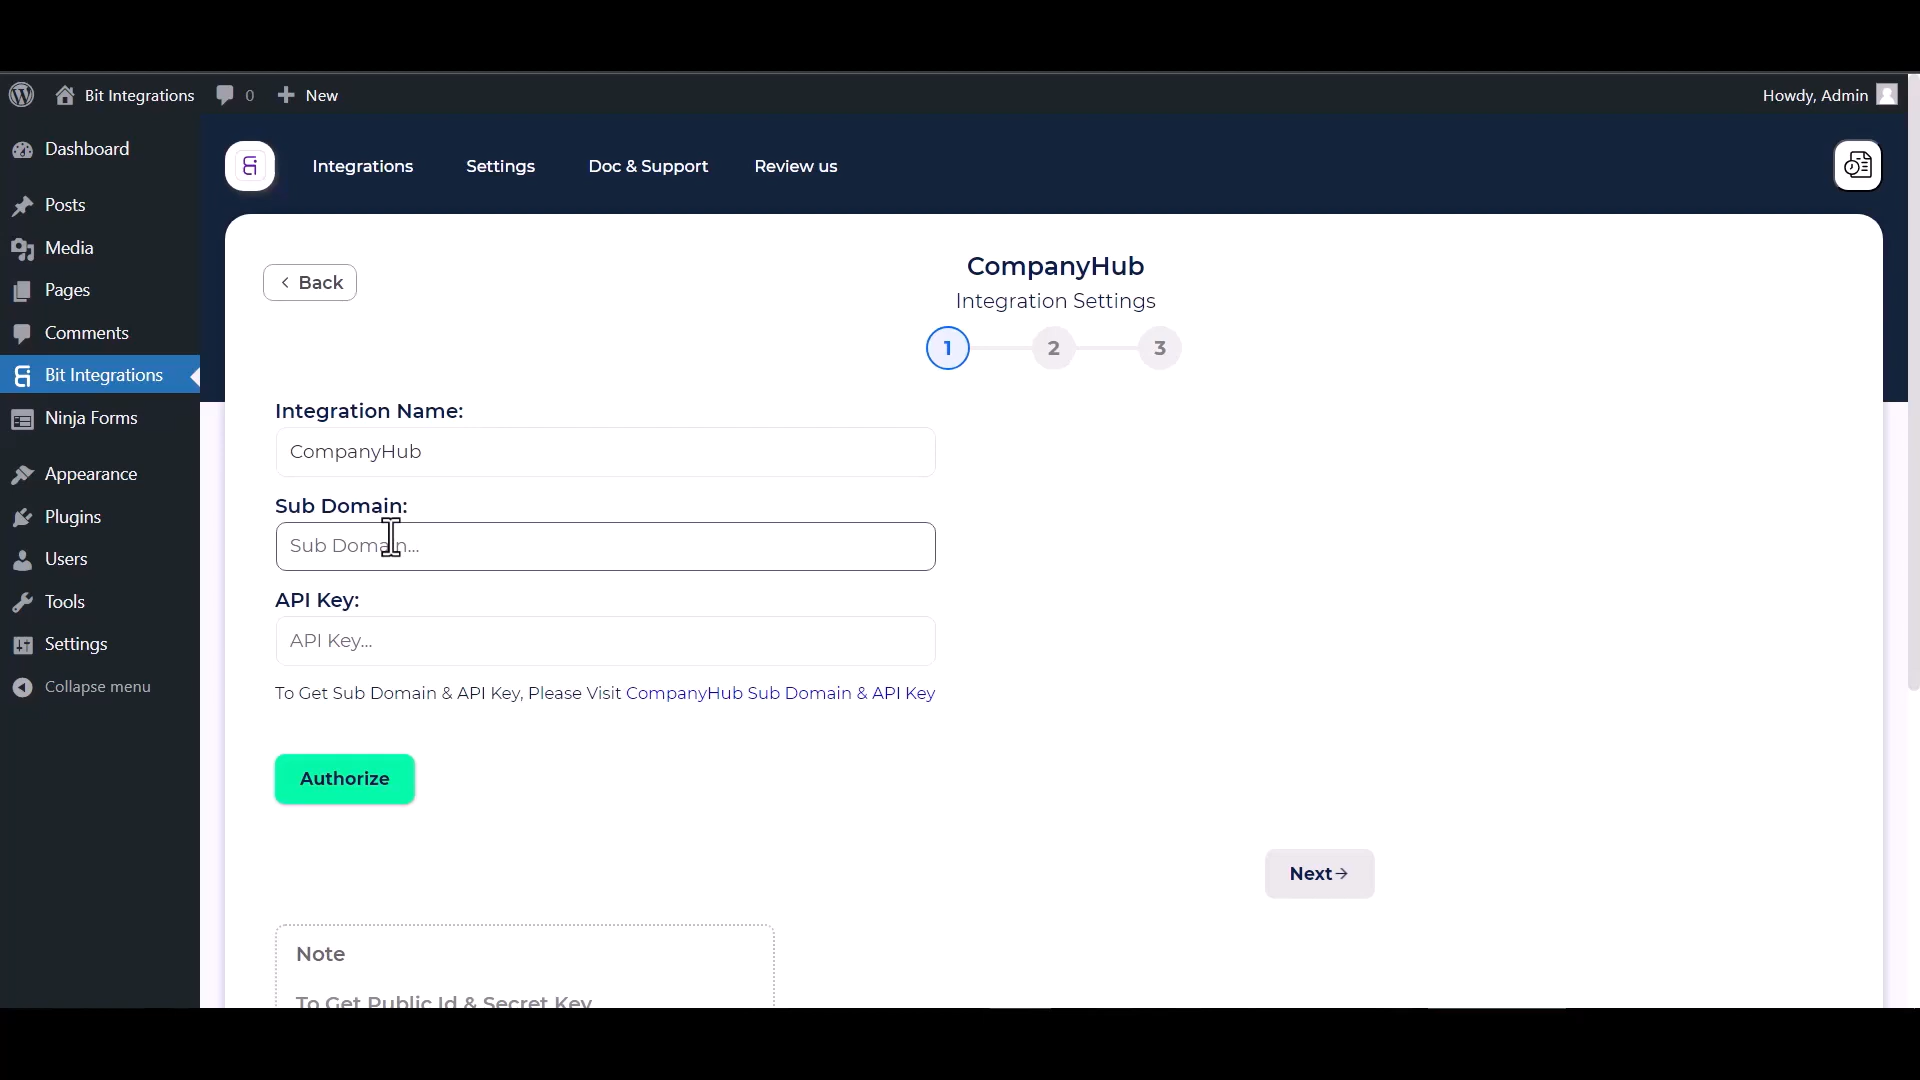 Bit Integrations
0
New
Howdy, Admin
Dashboard
Posts
Media
Pages
Comments
Bit Integrations
Ninja Forms
Appearance
Plugins
Users
Tools
Settings
Collapse menu
Integrations
Settings
Doc & Support
Review us
Back
CompanyHub
Integration Settings
1
2
3
Integration Name:
CompanyHub
Sub Domain:
Sub Domain...
API Key:
API Key...
To Get Sub Domain & API Key, Please Visit CompanyHub Sub Domain & API Key
Authorize
Next
Note
To Get Public Id & Secret Key